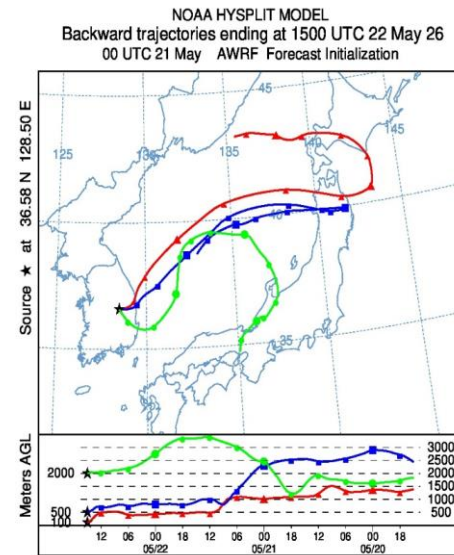 NOAA HYSPLIT MODEL
Backward trajectories ending at 1500 UTC 22 May 26
00 UTC 21 May AWRF Forecast Initialization
Source ★ at 36.58 N 128.50 E
125
130
135
140
145
45
40
35
Meters AGL
2000
500
100
3000
2500
2000
1500
1000
500
12 06 00 18 12 06 00 18 12 06 00 18
05/22 05/21 05/20